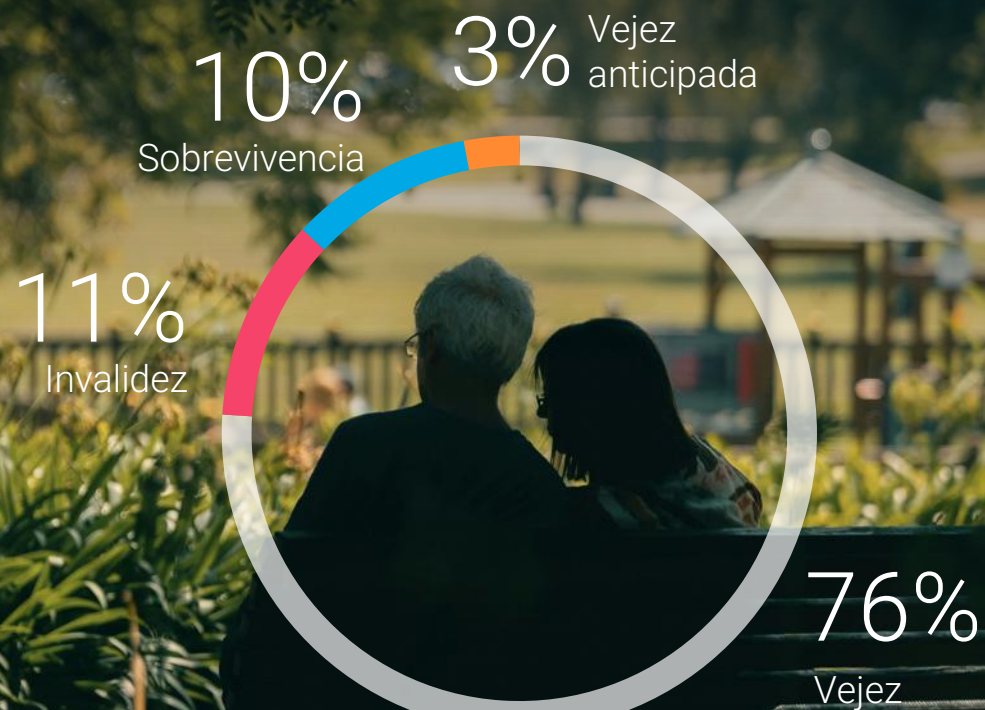 3%
Vejez
anticipada
10%
Sobrevivencia
11%
Invalidez
76%
Vejez